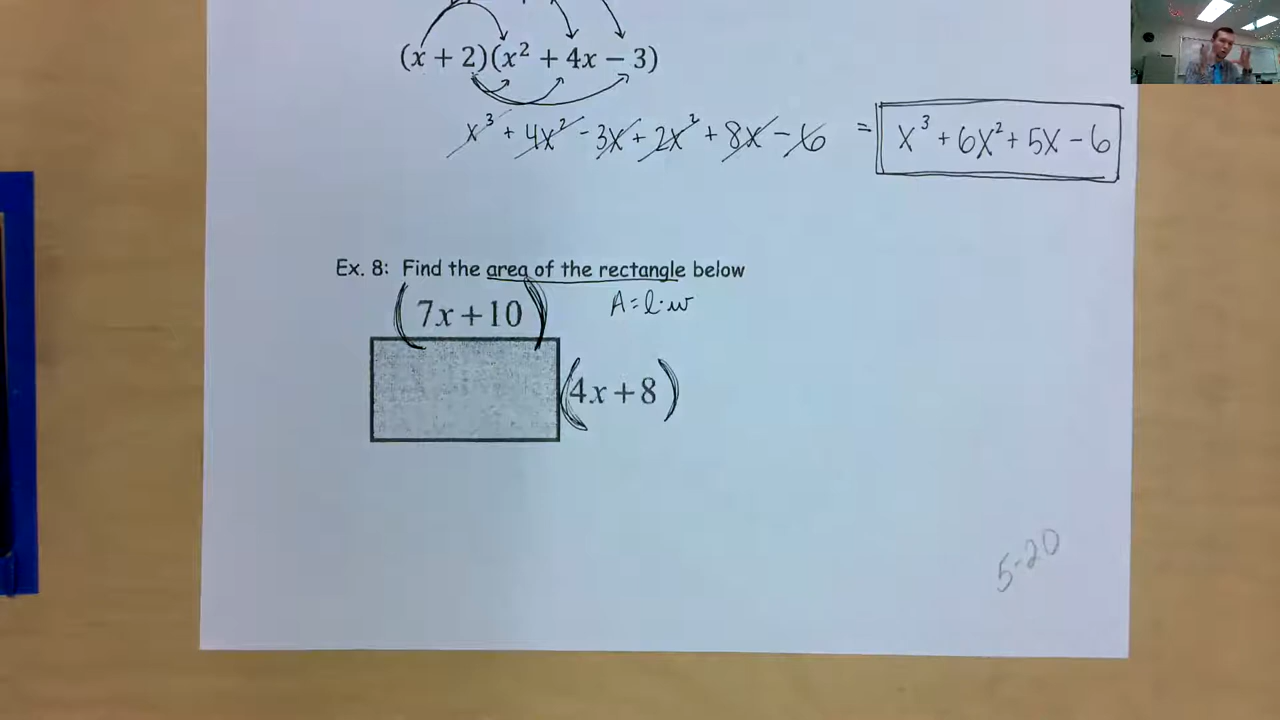 (x + 2)(x² + 4x − 3)
x³ + 4x² - 3x + 2x² + 8x - 6 = x³ + 6x² + 5x - 6
Ex. 8: Find the area of the rectangle below
(7x+10) A = l·w
(4x+8)
5-20